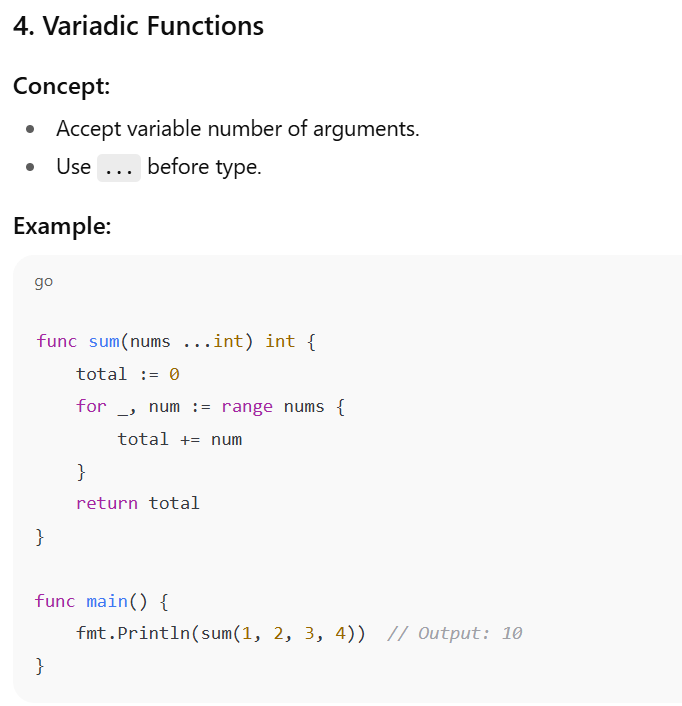 4. Variadic Functions
Concept:
• Accept variable number of arguments.
• Use ... before type.
Example:
go
func sum(nums ...int) int {
    total := 0
    for _, num := range nums {
        total += num
    }
    return total
}
func main() {
    fmt.Println(sum(1, 2, 3, 4))  // Output: 10
}